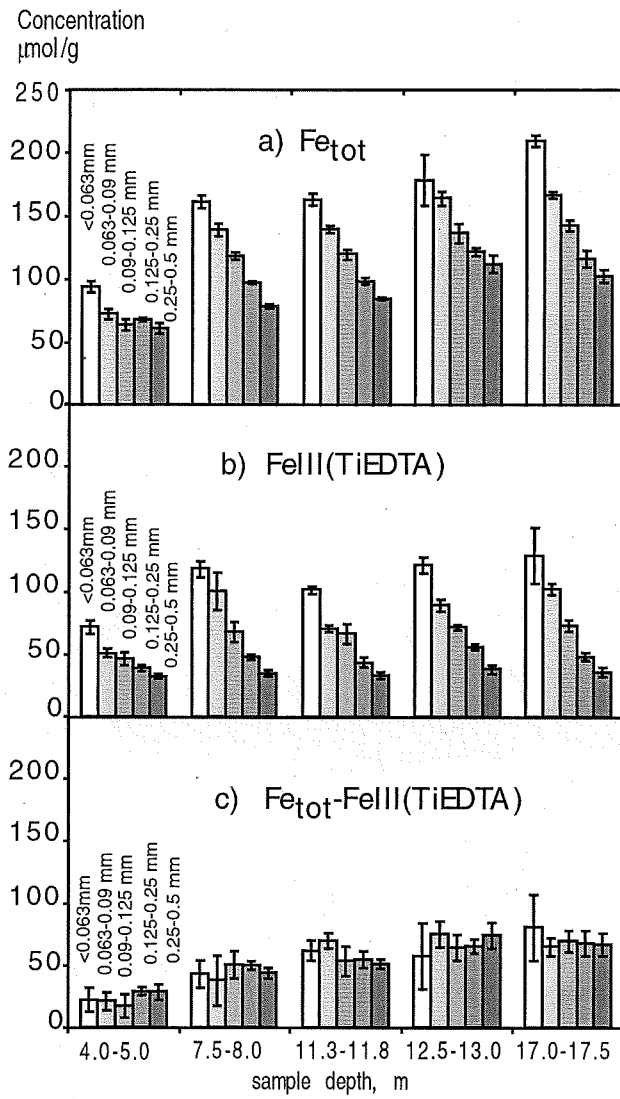 Concentration
µmol/g
250
200
150
100
50
0
a) Fetot
<0.063mm
0.063-0.09 mm
0.09-0.125 mm
0.125-0.25 mm
0.25-0.5 mm
200
150
100
50
0
b) FeIII(TiEDTA)
<0.063mm
0.063-0.09 mm
0.09-0.125 mm
0.125-0.25 mm
0.25-0.5 mm
200
150
100
50
0
c) Fetot-FeIII(TiEDTA)
<0.063mm
0.063-0.09 mm
0.09-0.125 mm
0.125-0.25 mm
0.25-0.5 mm
4.0-5.0 7.5-8.0 11.3-11.8 12.5-13.0 17.0-17.5
sample depth, m